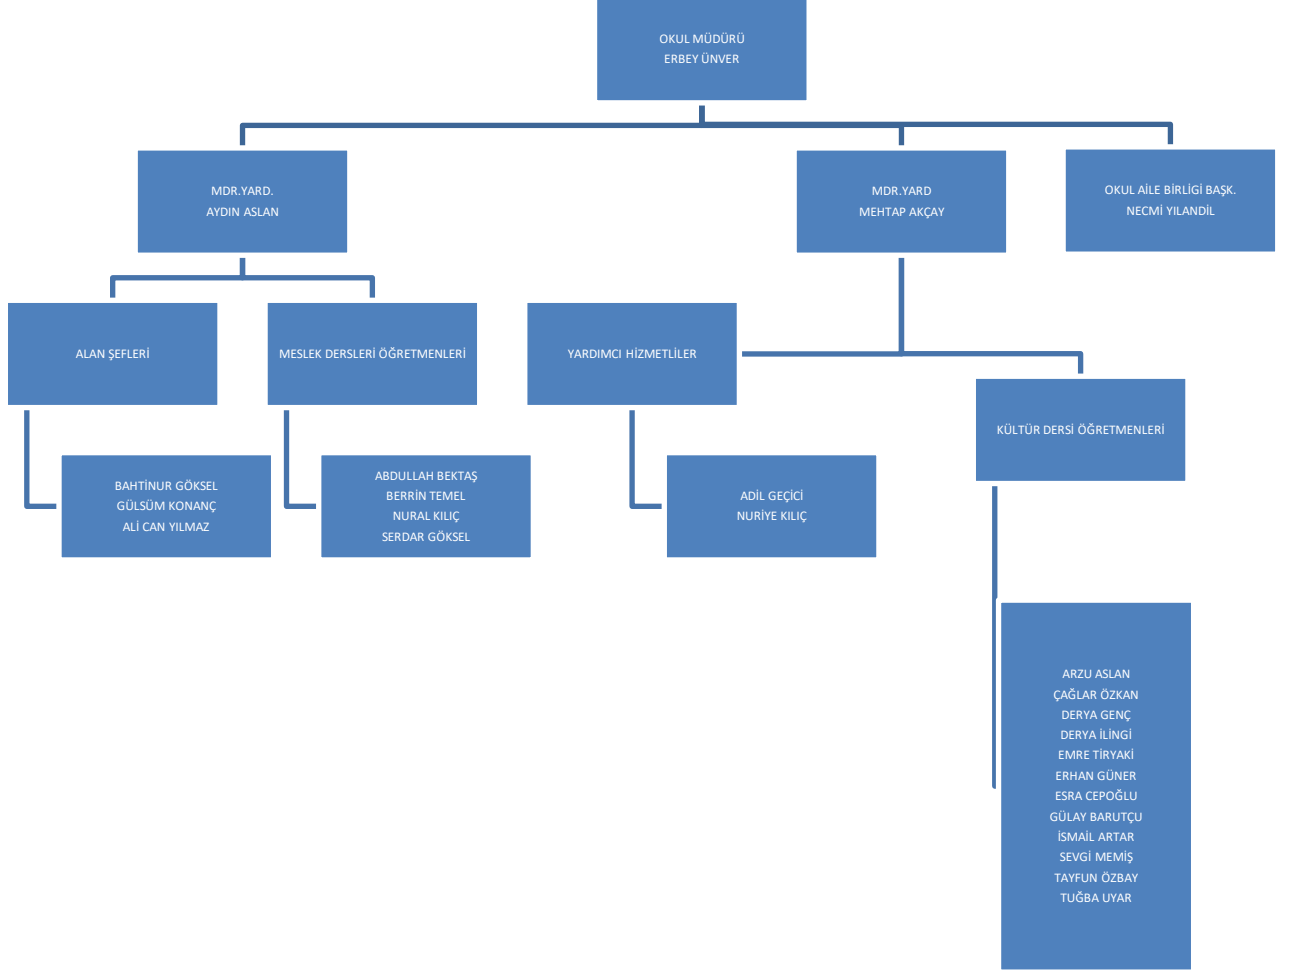 OKUL MÜDÜRÜ
ERBEY ÜNVER
MDR.YARD.
AYDIN ASLAN
MDR.YARD
MEHTAP AKÇAY
OKUL AİLE BİRLİGİ BAŞK.
NECMİ YILANDİL
ALAN ŞEFLERİ
MESLEK DERSLERİ ÖĞRETMENLERİ
YARDIMCI HİZMETLİLER
KÜLTÜR DERSİ ÖĞRETMENLERİ
BAHTİNUR GÖKSEL
GÜLSÜM KONANÇ
ALİ CAN YILMAZ
ABDULLAH BEKTAŞ
BERRİN TEMEL
NURAL KILIÇ
SERDAR GÖKSEL
ADİL GEÇİCİ
NURİYE KILIÇ
ARZU ASLAN
ÇAĞLAR ÖZKAN
DERYA GENÇ
DERYA İLİNGİ
EMRE TİRYAKİ
ERHAN GÜNER
ESRA CEPOĞLU
GÜLAY BARUTÇU
İSMAİL ARTAR
SEVGİ MEMİŞ
TAYFUN ÖZBAY
TUĞBA UYAR